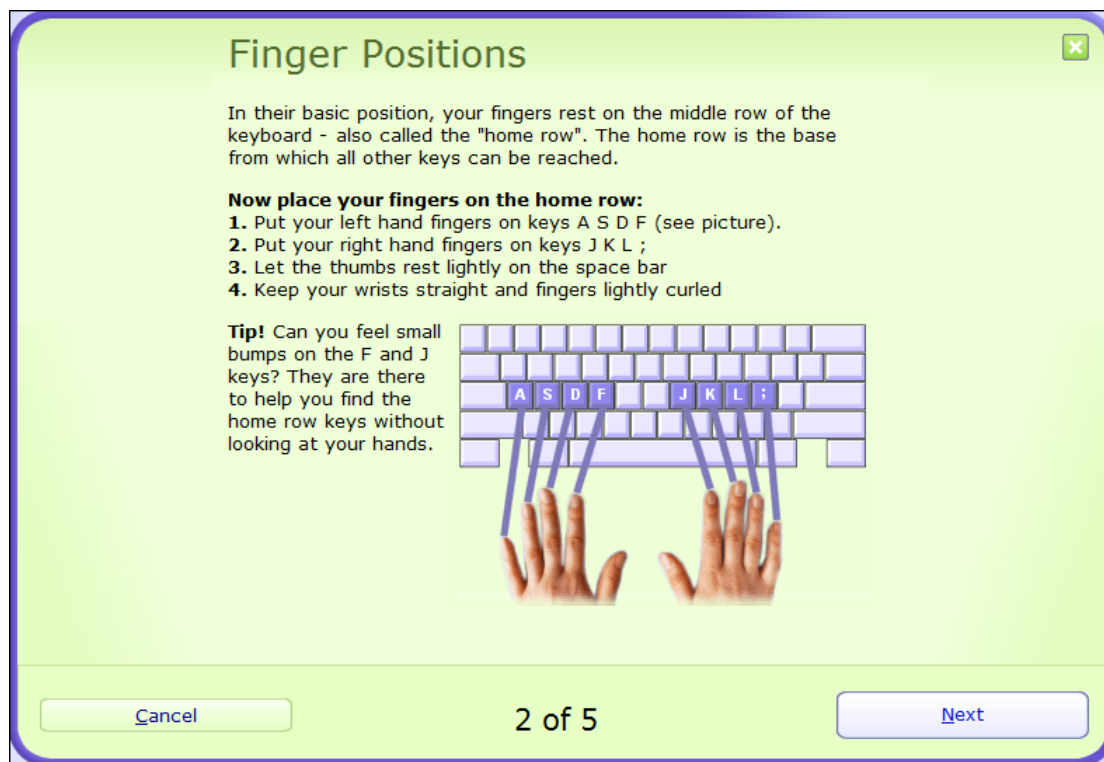 Finger Positions
In their basic position, your fingers rest on the middle row of the
keyboard - also called the "home row". The home row is the base
from which all other keys can be reached.
Now place your fingers on the home row:
1. Put your left hand fingers on keys A S D F (see picture).
2. Put your right hand fingers on keys J K L ;
3. Let the thumbs rest lightly on the space bar
4. Keep your wrists straight and fingers lightly curled
Tip! Can you feel small
bumps on the F and J
keys? They are there
to help you find the
home row keys without
looking at your hands.
A S D F J K L ;
Cancel
2 of 5
Next